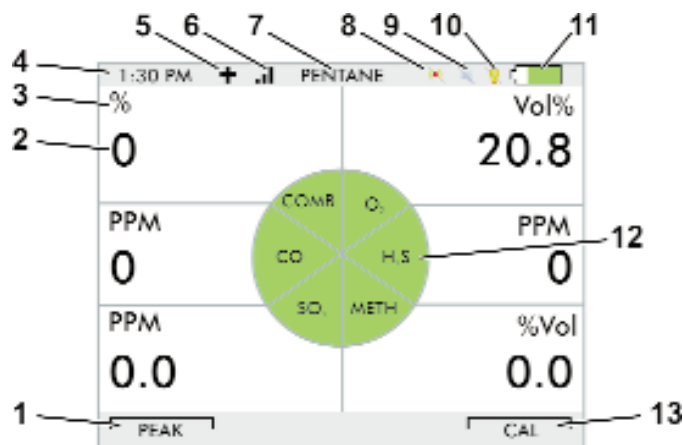 5 6 7 8 9 10 11
4 1:30 PM PENTANE
3 % Vol%
2 0 20.8
COMB O₂
PPM PPM
CO H₂S 12
0 0
SO₂ METH
PPM %Vol
0.0 0.0
1 PEAK CAL 13